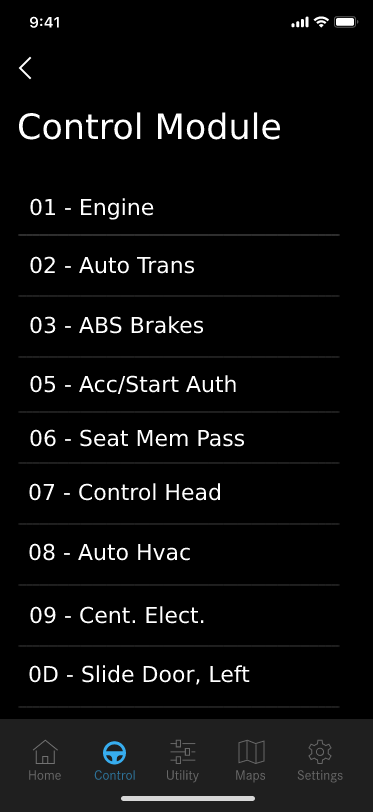 9:41
Control Module
01 - Engine
02 - Auto Trans
03 - ABS Brakes
05 - Acc/Start Auth
06 - Seat Mem Pass
07 - Control Head
08 - Auto Hvac
09 - Cent. Elect.
0D - Slide Door, Left
Home Control Utility Maps Settings